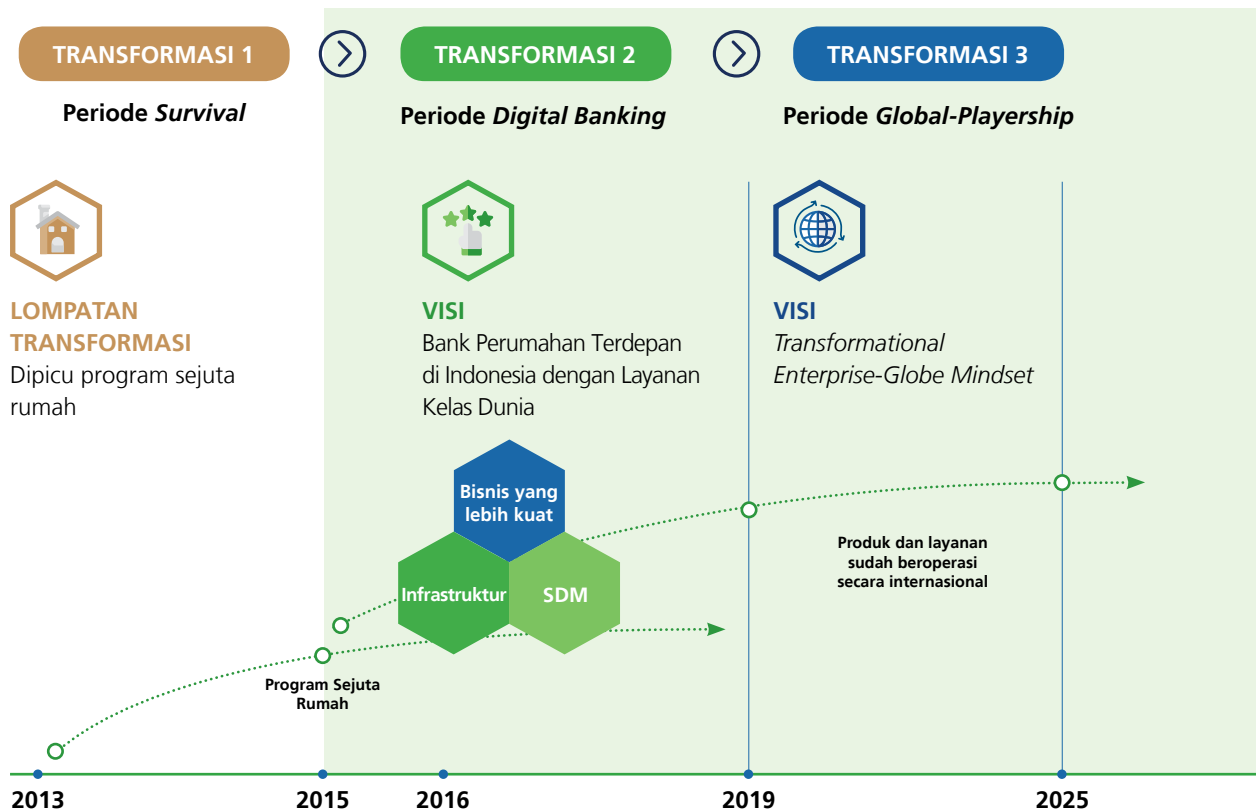 TRANSFORMASI 1
TRANSFORMASI 2
TRANSFORMASI 3
Periode Survival
Periode Digital Banking
Periode Global-Playership
LOMPATAN
TRANSFORMASI
Dipicu program sejuta
rumah
VISI
Bank Perumahan Terdepan
di Indonesia dengan Layanan
Kelas Dunia
VISI
Transformational
Enterprise-Globe Mindset
Bisnis yang
lebih kuat
Infrastruktur
SDM
Produk dan layanan
sudah beroperasi
secara internasional
Program Sejuta
Rumah
2013
2015
2016
2019
2025